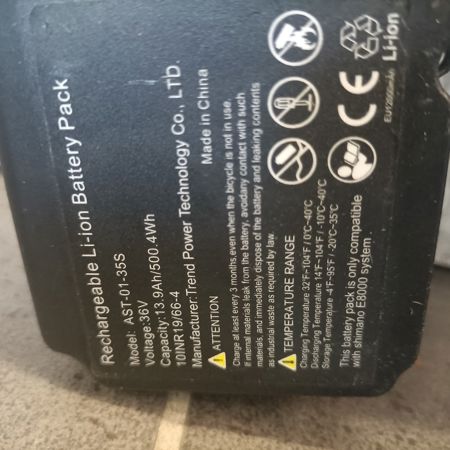 Rechargeable Li-ion Battery Pack
Model: AST-01-35S
Voltage:36V
Capacity:13.9Ah/500.4Wh
10INR19/66-4
Manufacturer:Trend Power Technology Co., LTD.
Made in China
ATTENTION
Charge at least every 3 months,even when the bicycle is not in use.
If internal materials leak from the battery, avoidany contact with such
materials, and immediately dispose of the battery and leaking contents
as industrial waste as required by law.
TEMPERATURE RANGE
Charging Temperature 32°F~104°F / 0°C~40°C
Discharging Temperature 14°F~104°F / -10°C~40°C
Storage Temperature -4°F~95°F / -20°C~35°C
This battery pack is only compatible
with shimano E8000 system .
CE
Li-ion